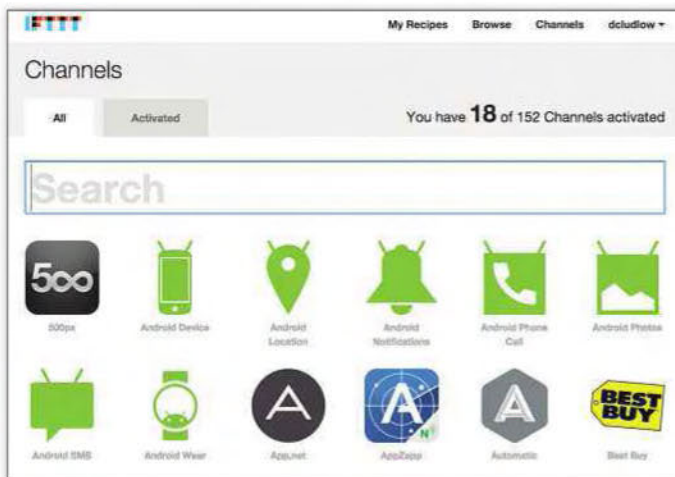 IFTTT
My Recipes Browse Channels dcludlow
Channels
All Activated
You have 18 of 152 Channels activated
Search
500
500px Android Device Android Location Android Notifications Android Phone Call Android Photos
A A N A BEST BUY
Android SMS Android Wear App.net AppZapp Automatic Best Buy